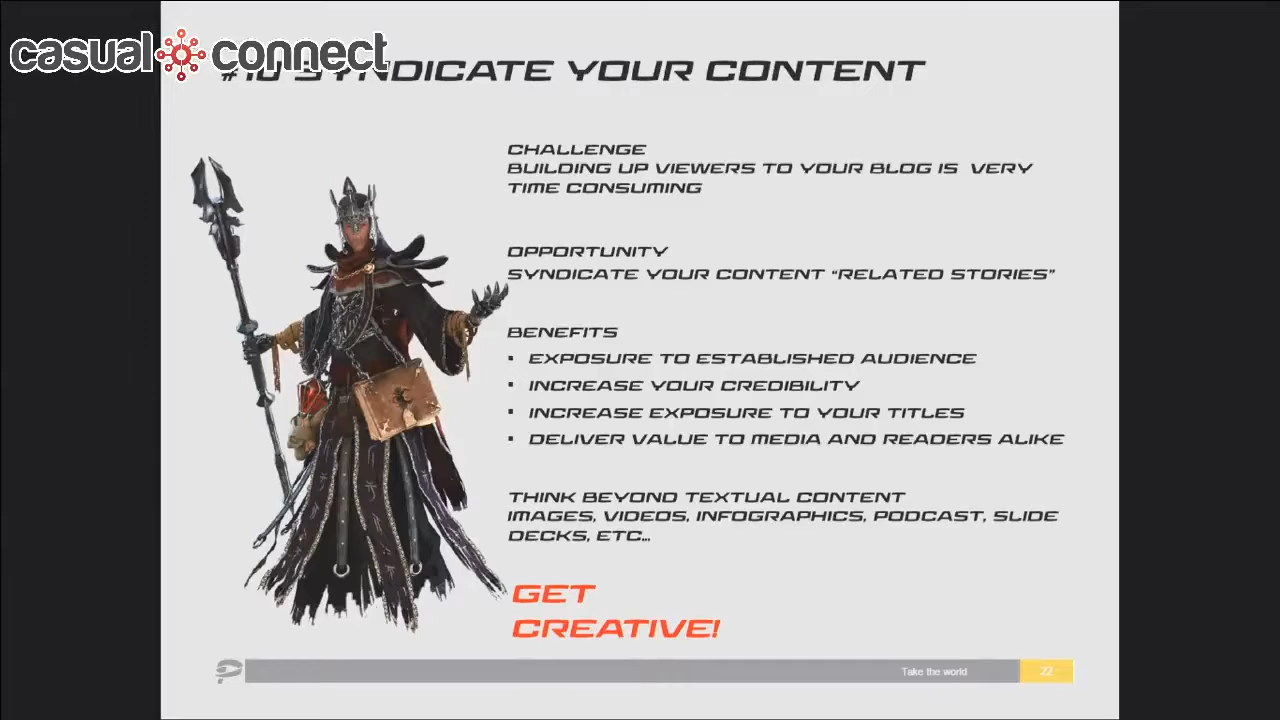 casual connect
#10 SYNDICATE YOUR CONTENT
CHALLENGE
BUILDING UP VIEWERS TO YOUR BLOG IS VERY
TIME CONSUMING
OPPORTUNITY
SYNDICATE YOUR CONTENT “RELATED STORIES”
BENEFITS
▪ EXPOSURE TO ESTABLISHED AUDIENCE
▪ INCREASE YOUR CREDIBILITY
▪ INCREASE EXPOSURE TO YOUR TITLES
▪ DELIVER VALUE TO MEDIA AND READERS ALIKE
THINK BEYOND TEXTUAL CONTENT
IMAGES, VIDEOS, INFOGRAPHICS, PODCAST, SLIDE
DECKS, ETC...
GET
CREATIVE!
Take the world
22